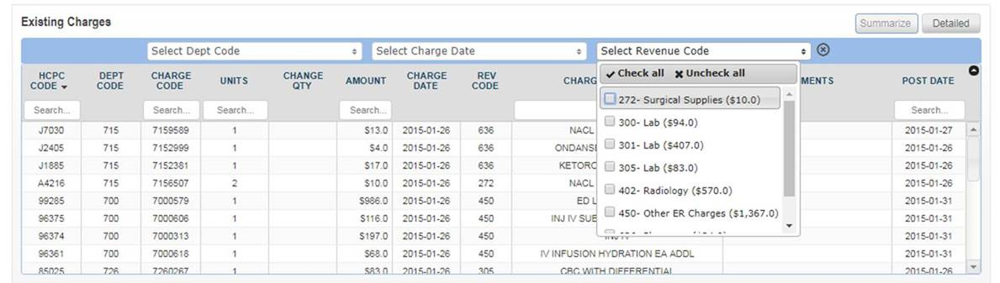 Existing Charges
Summarize Detailed
Select Dept Code Select Charge Date Select Revenue Code
HCPC CODE DEPT CODE CHARGE CODE UNITS CHANGE QTY AMOUNT CHARGE DATE REV CODE CHARG MENTS POST DATE
Check all Uncheck all
272- Surgical Supplies ($10.0)
300- Lab ($94.0)
301- Lab ($407.0)
305- Lab ($83.0)
402- Radiology ($570.0)
450- Other ER Charges ($1,367.0)
Search... Search... Search... Search... Search...
J7030 715 7159589 1 $13.0 2015-01-26 636 NACL 2015-01-27
J2405 715 7152999 1 $4.0 2015-01-26 636 ONDANSE 2015-01-26
J1885 715 7152381 1 $17.0 2015-01-26 636 KETORC 2015-01-26
A4216 715 7156507 2 $10.0 2015-01-26 272 NACL 2015-01-26
99285 700 7000579 1 $986.0 2015-01-26 450 ED L 2015-01-31
96375 700 7000606 1 $116.0 2015-01-26 450 INJ IV SUE 2015-01-31
96374 700 7000313 1 $197.0 2015-01-26 450 2015-01-31
96361 700 7000618 1 $68.0 2015-01-26 450 IV INFUSION HYDRATION EA ADDL 2015-01-31
85025 726 7260267 1 $83.0 2015-01-26 305 CBC WITH DIFFERENTIAL 2015-01-26